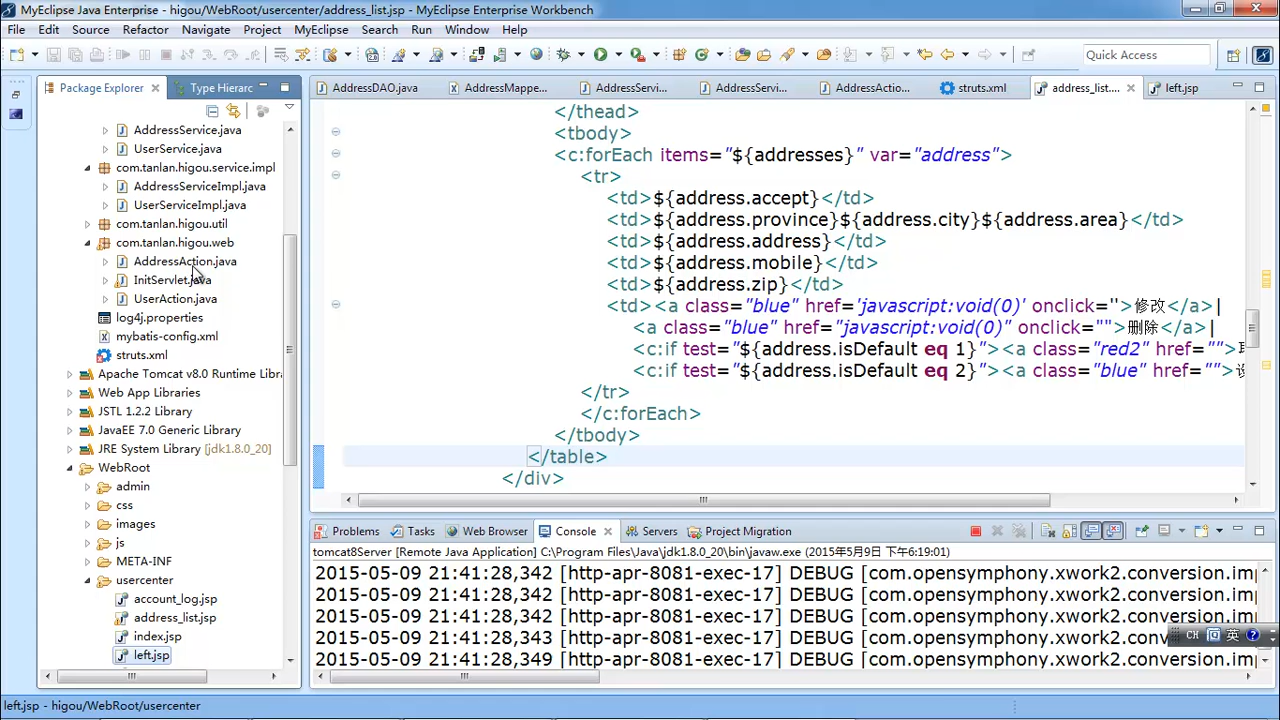 MyEclipse Java Enterprise - higou/WebRoot/usercenter/address_list.jsp - MyEclipse Enterprise Workbench
File Edit Source Refactor Navigate Project MyEclipse Search Run Window Help
Quick Access
Package Explorer Type Hierarc
AddressDAO.java AddressMappe... AddressServi... AddressServi... AddressActio... struts.xml address_list.... left.jsp
AddressService.java
UserService.java
com.tanlan.higou.service.impl
AddressServiceImpl.java
UserServiceImpl.java
com.tanlan.higou.util
com.tanlan.higou.web
AddressAction.java
InitServlet.java
UserAction.java
log4j.properties
mybatis-config.xml
struts.xml
Apache Tomcat v8.0 Runtime Libra
Web App Libraries
JSTL 1.2.2 Library
JavaEE 7.0 Generic Library
JRE System Library [jdk1.8.0_20]
WebRoot
admin
css
images
js
META-INF
usercenter
account_log.jsp
address_list.jsp
index.jsp
left.jsp
</thead>
<tbody>
<c:forEach items="${addresses}" var="address">
<tr>
<td>${address.accept}</td>
<td>${address.province}${address.city}${address.area}</td>
<td>${address.address}</td>
<td>${address.mobile}</td>
<td>${address.zip}</td>
<td><a class="blue" href='javascript:void(0)' onclick=''>修改</a>|
<a class="blue" href="javascript:void(0)" onclick="">删除</a>|
<c:if test="${address.isDefault eq 1}"><a class="red2" href="">
<c:if test="${address.isDefault eq 2}"><a class="blue" href="">
</tr>
</c:forEach>
</tbody>
</table>
</div>
Problems Tasks Web Browser Console Servers Project Migration
tomcat8Server [Remote Java Application] C:\Program Files\Java\jdk1.8.0_20\bin\javaw.exe (2015年5月9日 下午6:19:01)
2015-05-09 21:41:28,342 [http-apr-8081-exec-17] DEBUG [com.opensymphony.xwork2.conversion.imp
2015-05-09 21:41:28,342 [http-apr-8081-exec-17] DEBUG [com.opensymphony.xwork2.conversion.imp
2015-05-09 21:41:28,342 [http-apr-8081-exec-17] DEBUG [com.opensymphony.xwork2.conversion.imp
2015-05-09 21:41:28,343 [http-apr-8081-exec-17] DEBUG [com.opensymphony.xwork2
2015-05-09 21:41:28,349 [http-apr-8081-exec-17] DEBUG [com.opensymphony.xwork2.conversion.imp
CH 英
left.jsp - higou/WebRoot/usercenter